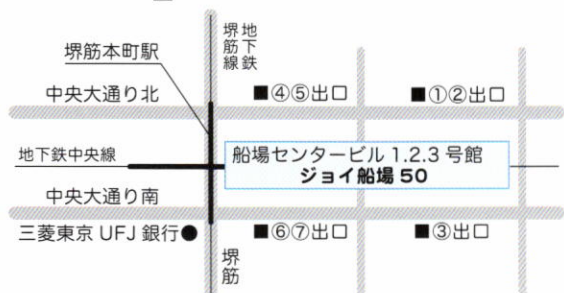 地下鉄
堺筋線
堺筋本町駅
中央大通り北
■④⑤出口
■①②出口
地下鉄中央線
船場センタービル 1.2.3 号館
ジョイ船場 50
中央大通り南
三菱東京 UFJ 銀行●
■⑥⑦出口
■③出口
堺筋